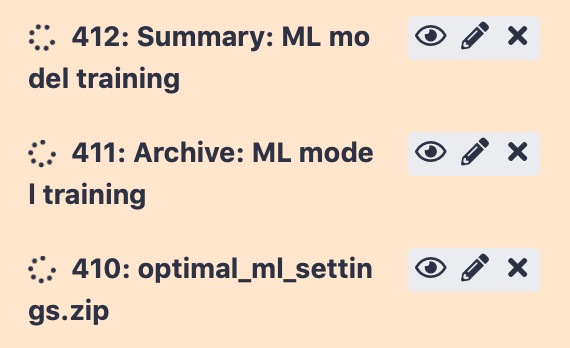 412: Summary: ML mo
del training
411: Archive: ML mode
l training
410: optimal_ml_settin
gs.zip